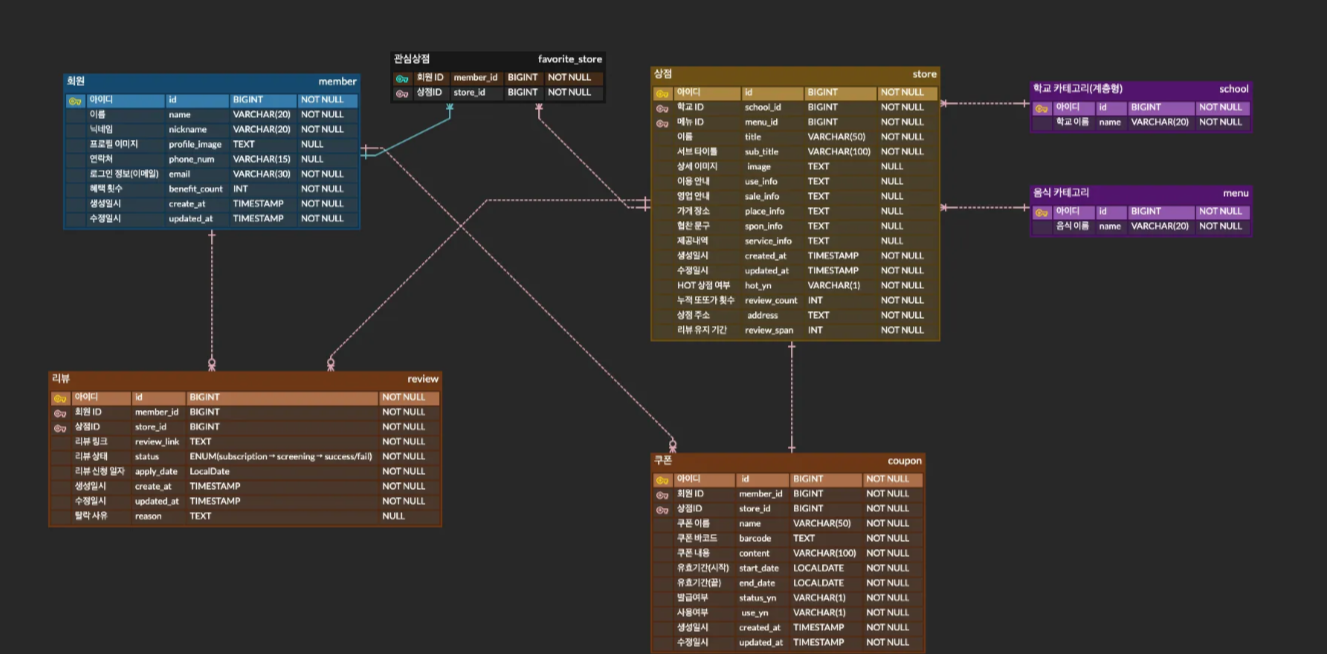 회원 member
아이디 id BIGINT NOT NULL
이름 name VARCHAR(20) NOT NULL
닉네임 nickname VARCHAR(20) NOT NULL
프로필 이미지 profile_image TEXT NULL
연락처 phone_num VARCHAR(15) NULL
로그인 정보(이메일) email VARCHAR(30) NOT NULL
혜택 횟수 benefit_count INT NOT NULL
생성일시 create_at TIMESTAMP NOT NULL
수정일시 updated_at TIMESTAMP NOT NULL
관심상점 favorite_store
회원 ID member_id BIGINT NOT NULL
상점ID store_id BIGINT NOT NULL
상점 store
아이디 id BIGINT NOT NULL
학교 ID school_id BIGINT NOT NULL
메뉴 ID menu_id BIGINT NOT NULL
이름 title VARCHAR(50) NOT NULL
서브 타이틀 sub_title VARCHAR(100) NOT NULL
상세 이미지 image TEXT NULL
이용 안내 use_info TEXT NULL
영업 안내 sale_info TEXT NULL
가게 장소 place_info TEXT NULL
협찬 문구 spon_info TEXT NULL
제공내역 service_info TEXT NULL
생성일시 created_at TIMESTAMP NOT NULL
수정일시 updated_at TIMESTAMP NOT NULL
HOT 상점 여부 hot_yn VARCHAR(1) NOT NULL
누적 또또가 횟수 review_count INT NOT NULL
상점 주소 address TEXT NOT NULL
리뷰 유지 기간 review_span INT NOT NULL
학교 카테고리(계층형) school
아이디 id BIGINT NOT NULL
학교 이름 name VARCHAR(20) NOT NULL
음식 카테고리 menu
아이디 id BIGINT NOT NULL
음식 이름 name VARCHAR(20) NOT NULL
리뷰 review
아이디 id BIGINT NOT NULL
회원 ID member_id BIGINT NOT NULL
상점ID store_id BIGINT NOT NULL
리뷰 링크 review_link TEXT NOT NULL
리뷰 상태 status ENUM(subscription→screening→success/fail) NOT NULL
리뷰 신청 일자 apply_date LocalDate NOT NULL
생성일시 create_at TIMESTAMP NOT NULL
수정일시 updated_at TIMESTAMP NOT NULL
탈락 사유 reason TEXT NULL
쿠폰 coupon
아이디 id BIGINT NOT NULL
회원 ID member_id BIGINT NOT NULL
상점ID store_id BIGINT NOT NULL
쿠폰 이름 name VARCHAR(50) NOT NULL
쿠폰 바코드 barcode TEXT NOT NULL
쿠폰 내용 content VARCHAR(100) NOT NULL
유효기간(시작) start_date LOCALDATE NOT NULL
유효기간(끝) end_date LOCALDATE NOT NULL
발급여부 status_yn VARCHAR(1) NOT NULL
사용여부 use_yn VARCHAR(1) NOT NULL
생성일시 created_at TIMESTAMP NOT NULL
수정일시 updated_at TIMESTAMP NOT NULL